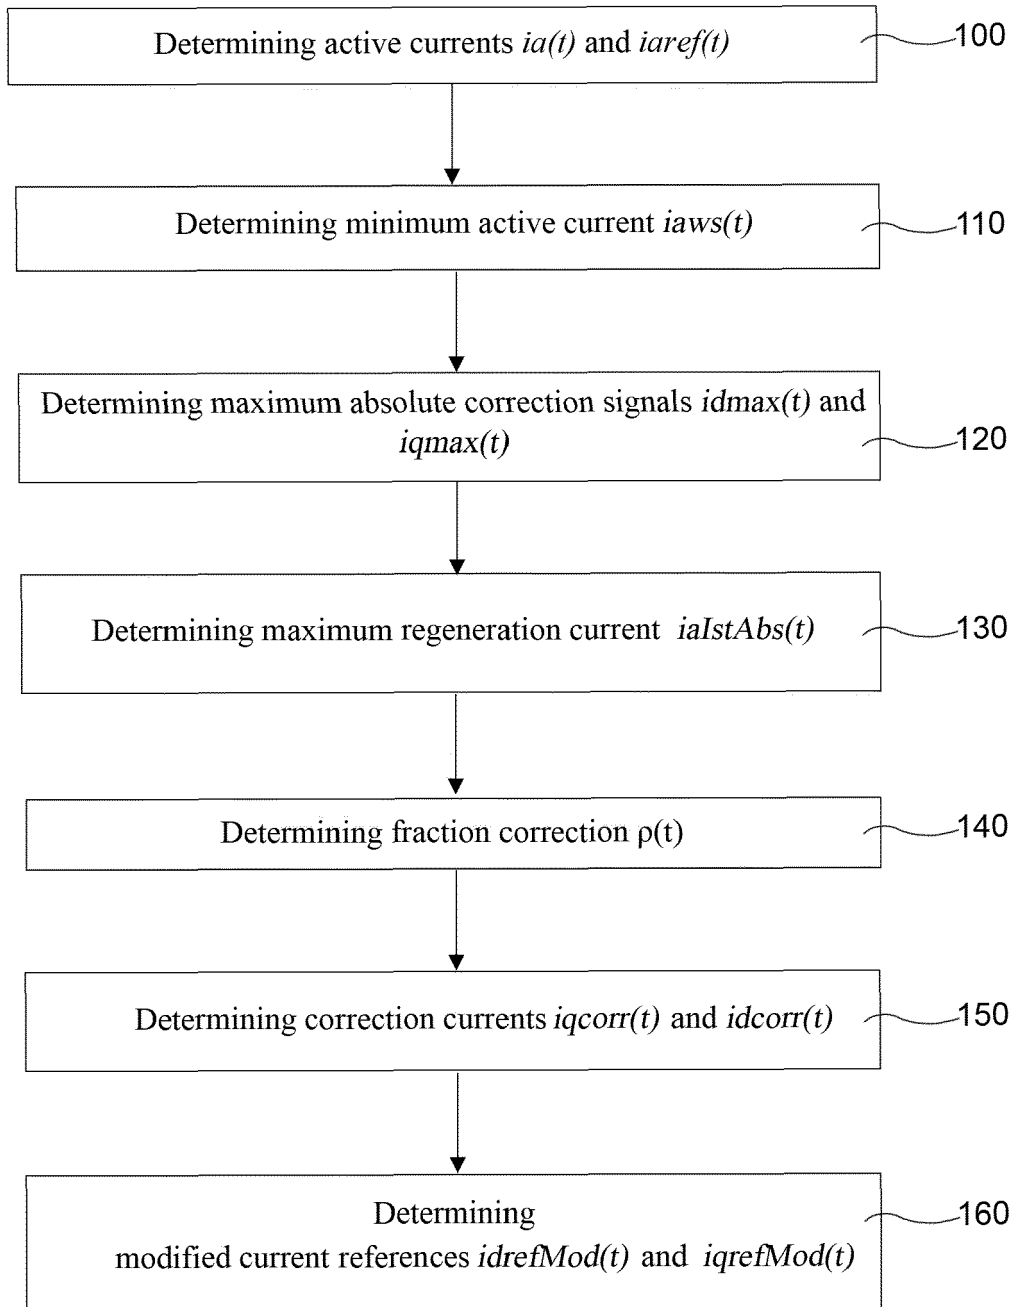 Determining active currents ia(t) and iaref(t)
100
Determining minimum active current iaws(t)
110
Determining maximum absolute correction signals idmax(t) and
iqmax(t)
120
Determining maximum regeneration current iaIstAbs(t)
130
Determining fraction correction ρ(t)
140
Determining correction currents iqcorr(t) and idcorr(t)
150
Determining
modified current references idrefMod(t) and iqrefMod(t)
160